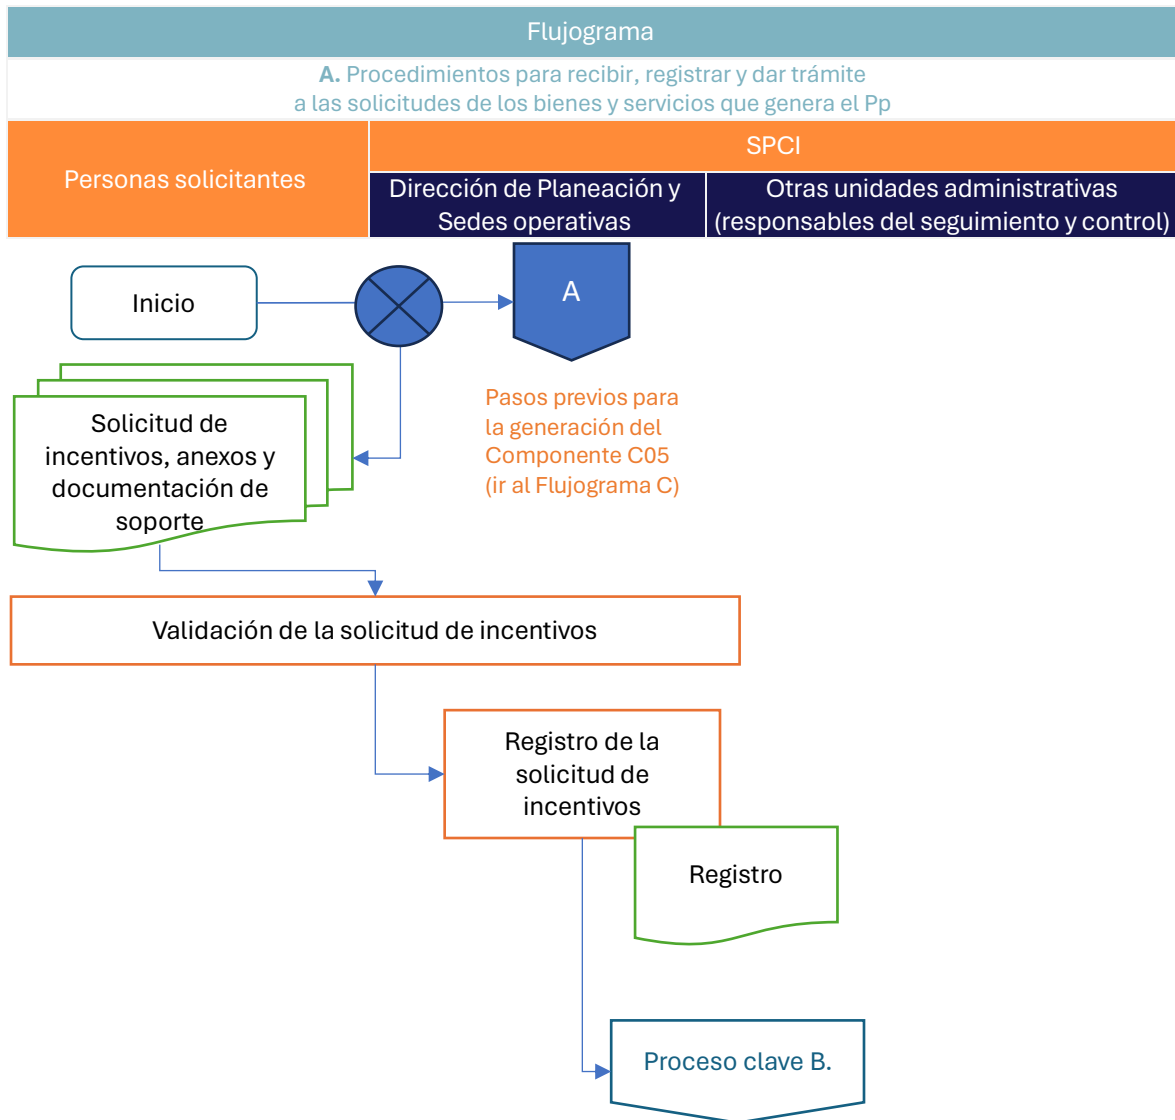 Flujograma
A. Procedimientos para recibir, registrar y dar trámite
a las solicitudes de los bienes y servicios que genera el Pp
Personas solicitantes
SPCI
Dirección de Planeación y
Sedes operativas
Otras unidades administrativas
(responsables del seguimiento y control)
Inicio
A
Pasos previos para
la generación del
Componente C05
(ir al Flujograma C)
Solicitud de
incentivos, anexos y
documentación de
soporte
Validación de la solicitud de incentivos
Registro de la
solicitud de
incentivos
Registro
Proceso clave B.